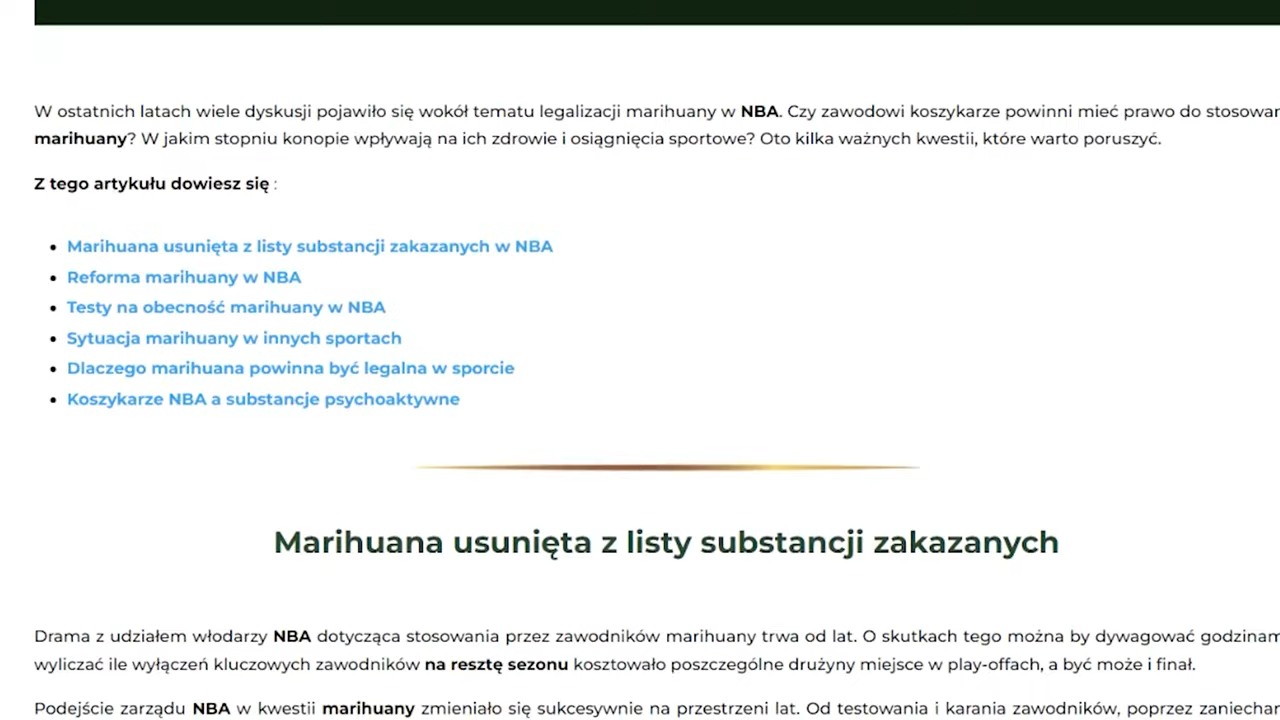 W ostatnich latach wiele dyskusji pojawiło się wokół tematu legalizacji marihuany w NBA. Czy zawodowi koszykarze powinni mieć prawo do
marihuany? W jakim stopniu konopie wpływają na ich zdrowie i osiągnięcia sportowe? Oto kilka ważnych kwestii, które warto poruszyć.
Z tego artykułu dowiesz się :
• Marihuana usunięta z listy substancji zakazanych w NBA
• Reforma marihuany w NBA
• Testy na obecność marihuany w NBA
• Sytuacja marihuany w innych sportach
• Dlaczego marihuana powinna być legalna w sporcie
• Koszykarze NBA a substancje psychoaktywne
Marihuana usunięta z listy substancji zakazanych
Drama z udziałem włodarzy NBA dotycząca stosowania przez zawodników marihuany trwa od lat. O skutkach tego można by dywagować
wyliczać ile wyłączeń kluczowych zawodników na resztę sezonu kosztowało poszczególne drużyny miejsce w play-offach, a być może i finał.
Podejście zarządu NBA w kwestii marihuany zmieniało się sukcesywnie na przestrzeni lat. Od testowania i karania zawodników, poprzez